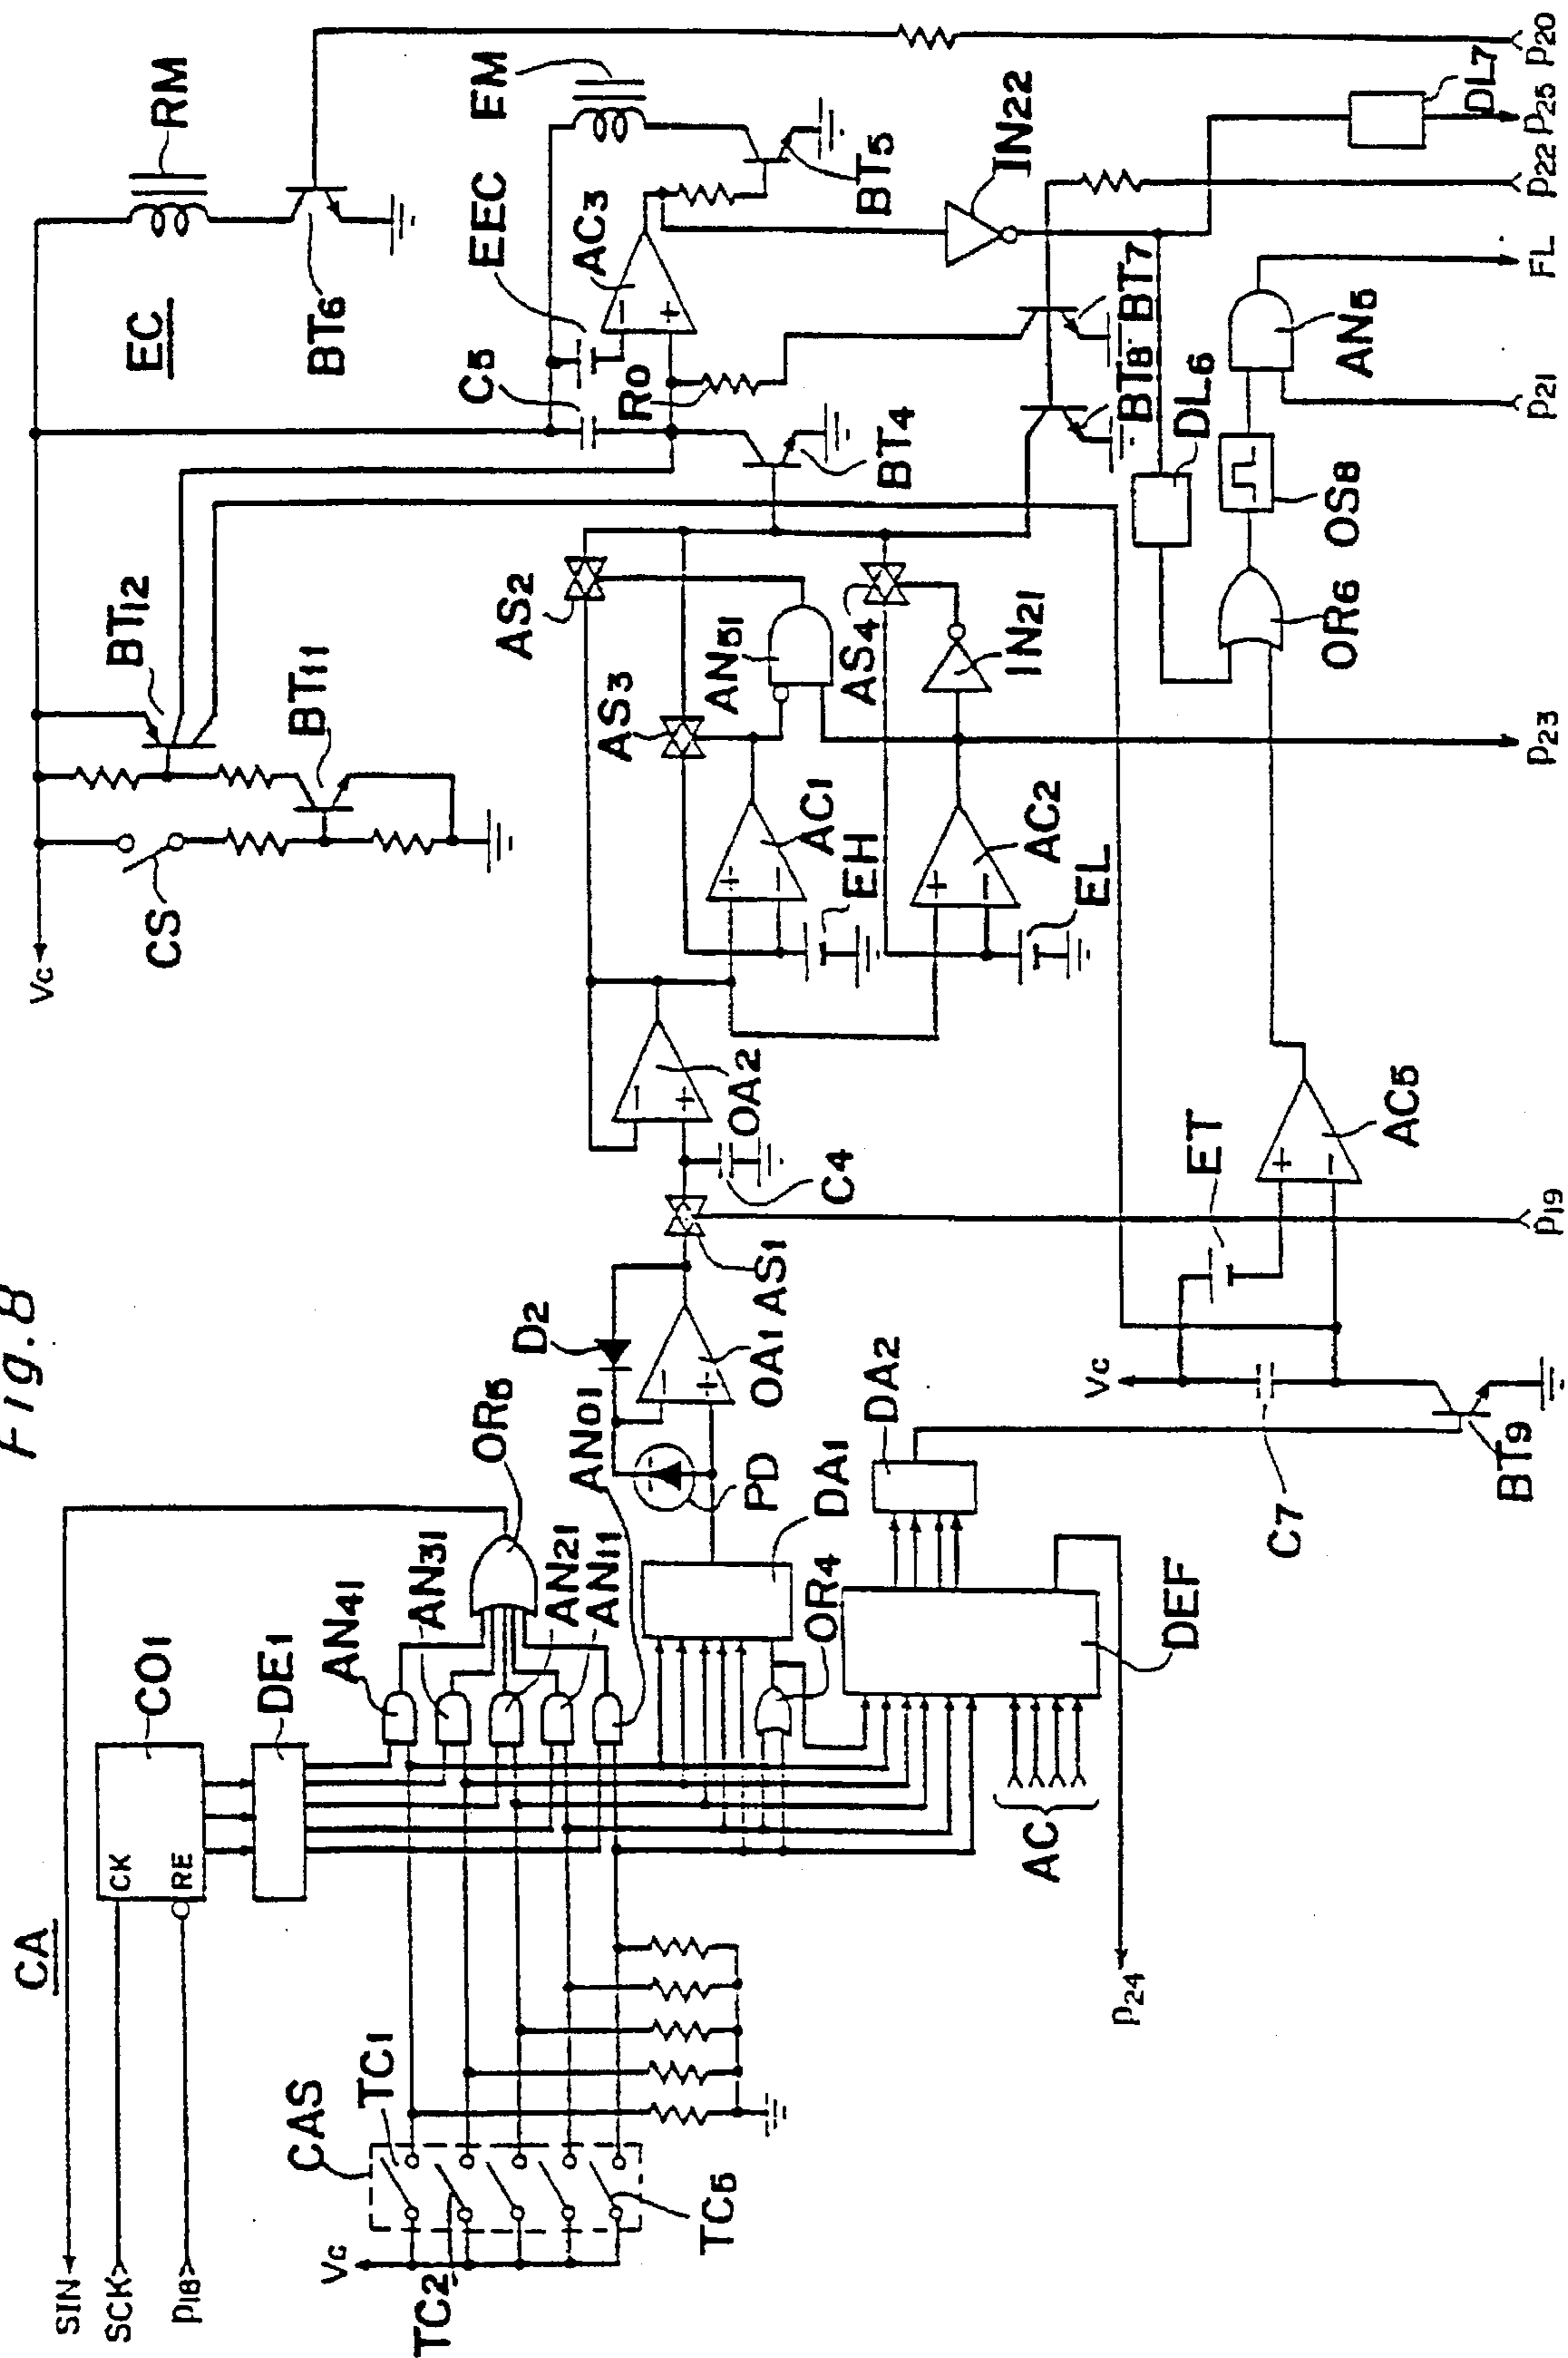 Fig.8
CA
SIN
SCK
P18
CO1
CK
RE
DE1
AN41
AN31
AN21
AN11
AN01
OR5
CAS
TC1
TC2
TC5
Vc
D2
PD
OA1
AS1
DA1
OR4
DA2
DEF
AC
P24
C4
OA2
C7
BT9
Vc
ET
AC5
P19
Vc
CS
BT11
BT12
EC
BT6
RM
AS2
AS3
AN51
AC1
EH
AS4
IN21
AC2
EL
P23
C5
EEC
AC3
EM
R0
BT4
BT5
IN22
BT7
BT8
DL6
OR6
OS8
AN5
DL7
P21
FL
P22
P25
P20